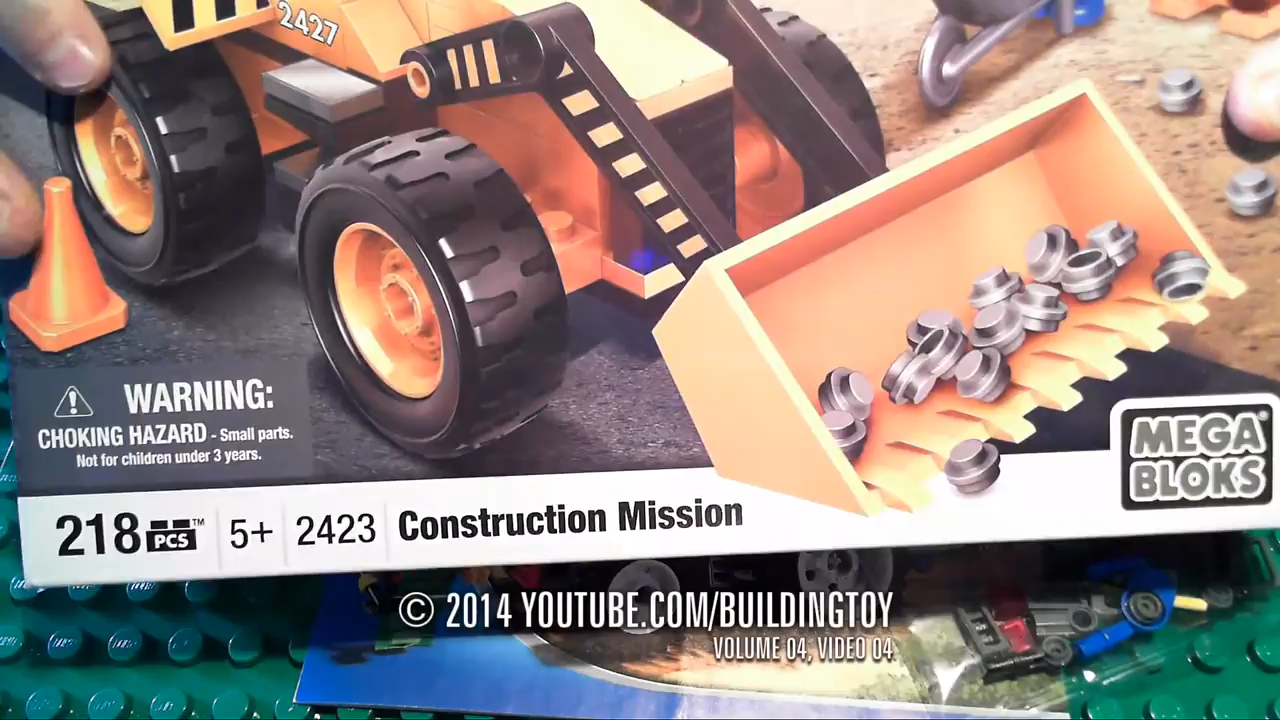 2427
WARNING:
CHOKING HAZARD - Small parts.
Not for children under 3 years.
MEGA
BLOKS®
218 PCS™ 5+ 2423 Construction Mission
© 2014 YOUTUBE.COM/BUILDINGTOY
VOLUME 04, VIDEO 04